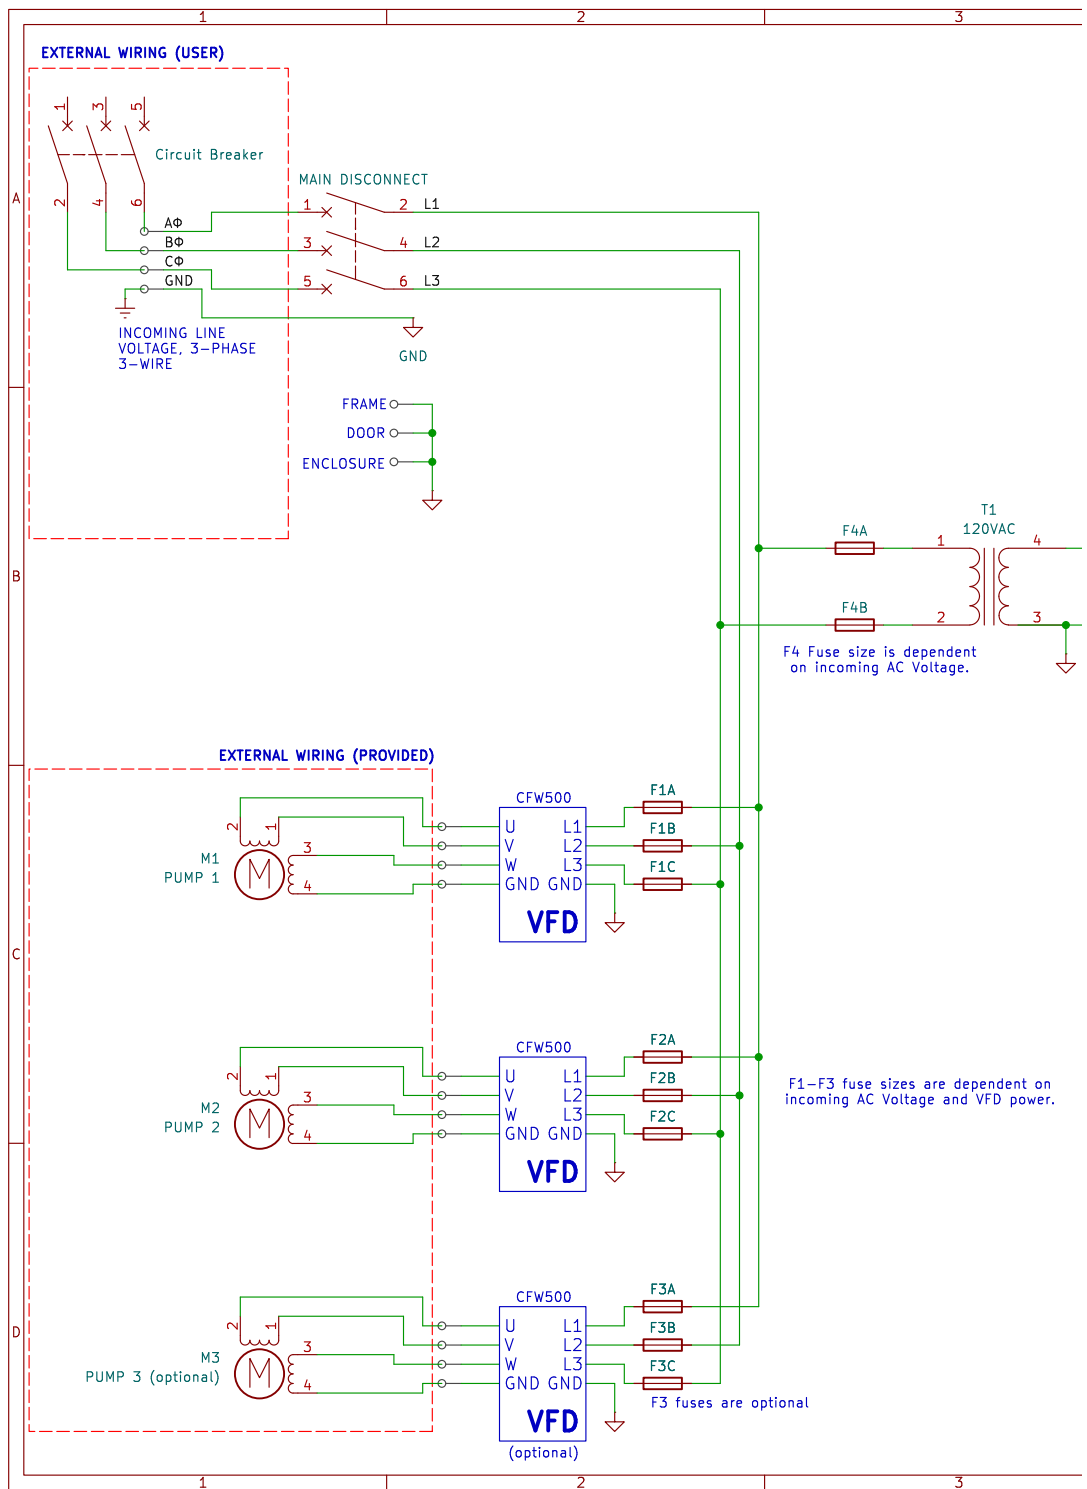 1 2 3
EXTERNAL WIRING (USER)
1 3 5
Circuit Breaker
2 4 6
MAIN DISCONNECT
A
AΦ
1 2 L1
BΦ
3 4 L2
CΦ
5 6 L3
GND
INCOMING LINE
VOLTAGE, 3-PHASE
3-WIRE
GND
FRAME
DOOR
ENCLOSURE
T1
120VAC
F4A
1 4
B
F4B
2 3
F4 Fuse size is dependent
on incoming AC Voltage.
EXTERNAL WIRING (PROVIDED)
CFW500
F1A
2 1
U L1
F1B
V L2
M1
3
W L3
F1C
PUMP 1
M
4
GND GND
VFD
C
CFW500
F2A
2 1
U L1
F2B
V L2
F1-F3 fuse sizes are dependent on
incoming AC Voltage and VFD power.
M2
3
W L3
F2C
PUMP 2
M
4
GND GND
VFD
CFW500
F3A
2 1
U L1
F3B
D
V L2
M3
3
W L3
F3C
PUMP 3 (optional)
M
4
GND GND
F3 fuses are optional
VFD
(optional)
1 2 3